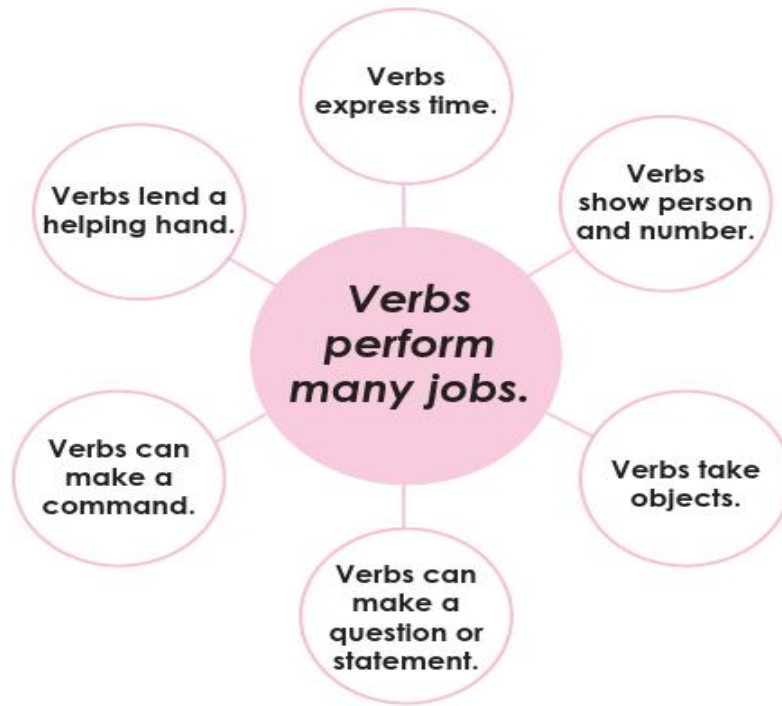 Verbs
express time.
Verbs lend a
helping hand.
Verbs
show person
and number.
Verbs
perform
many jobs.
Verbs can
make a
command.
Verbs take
objects.
Verbs can
make a
question or
statement.